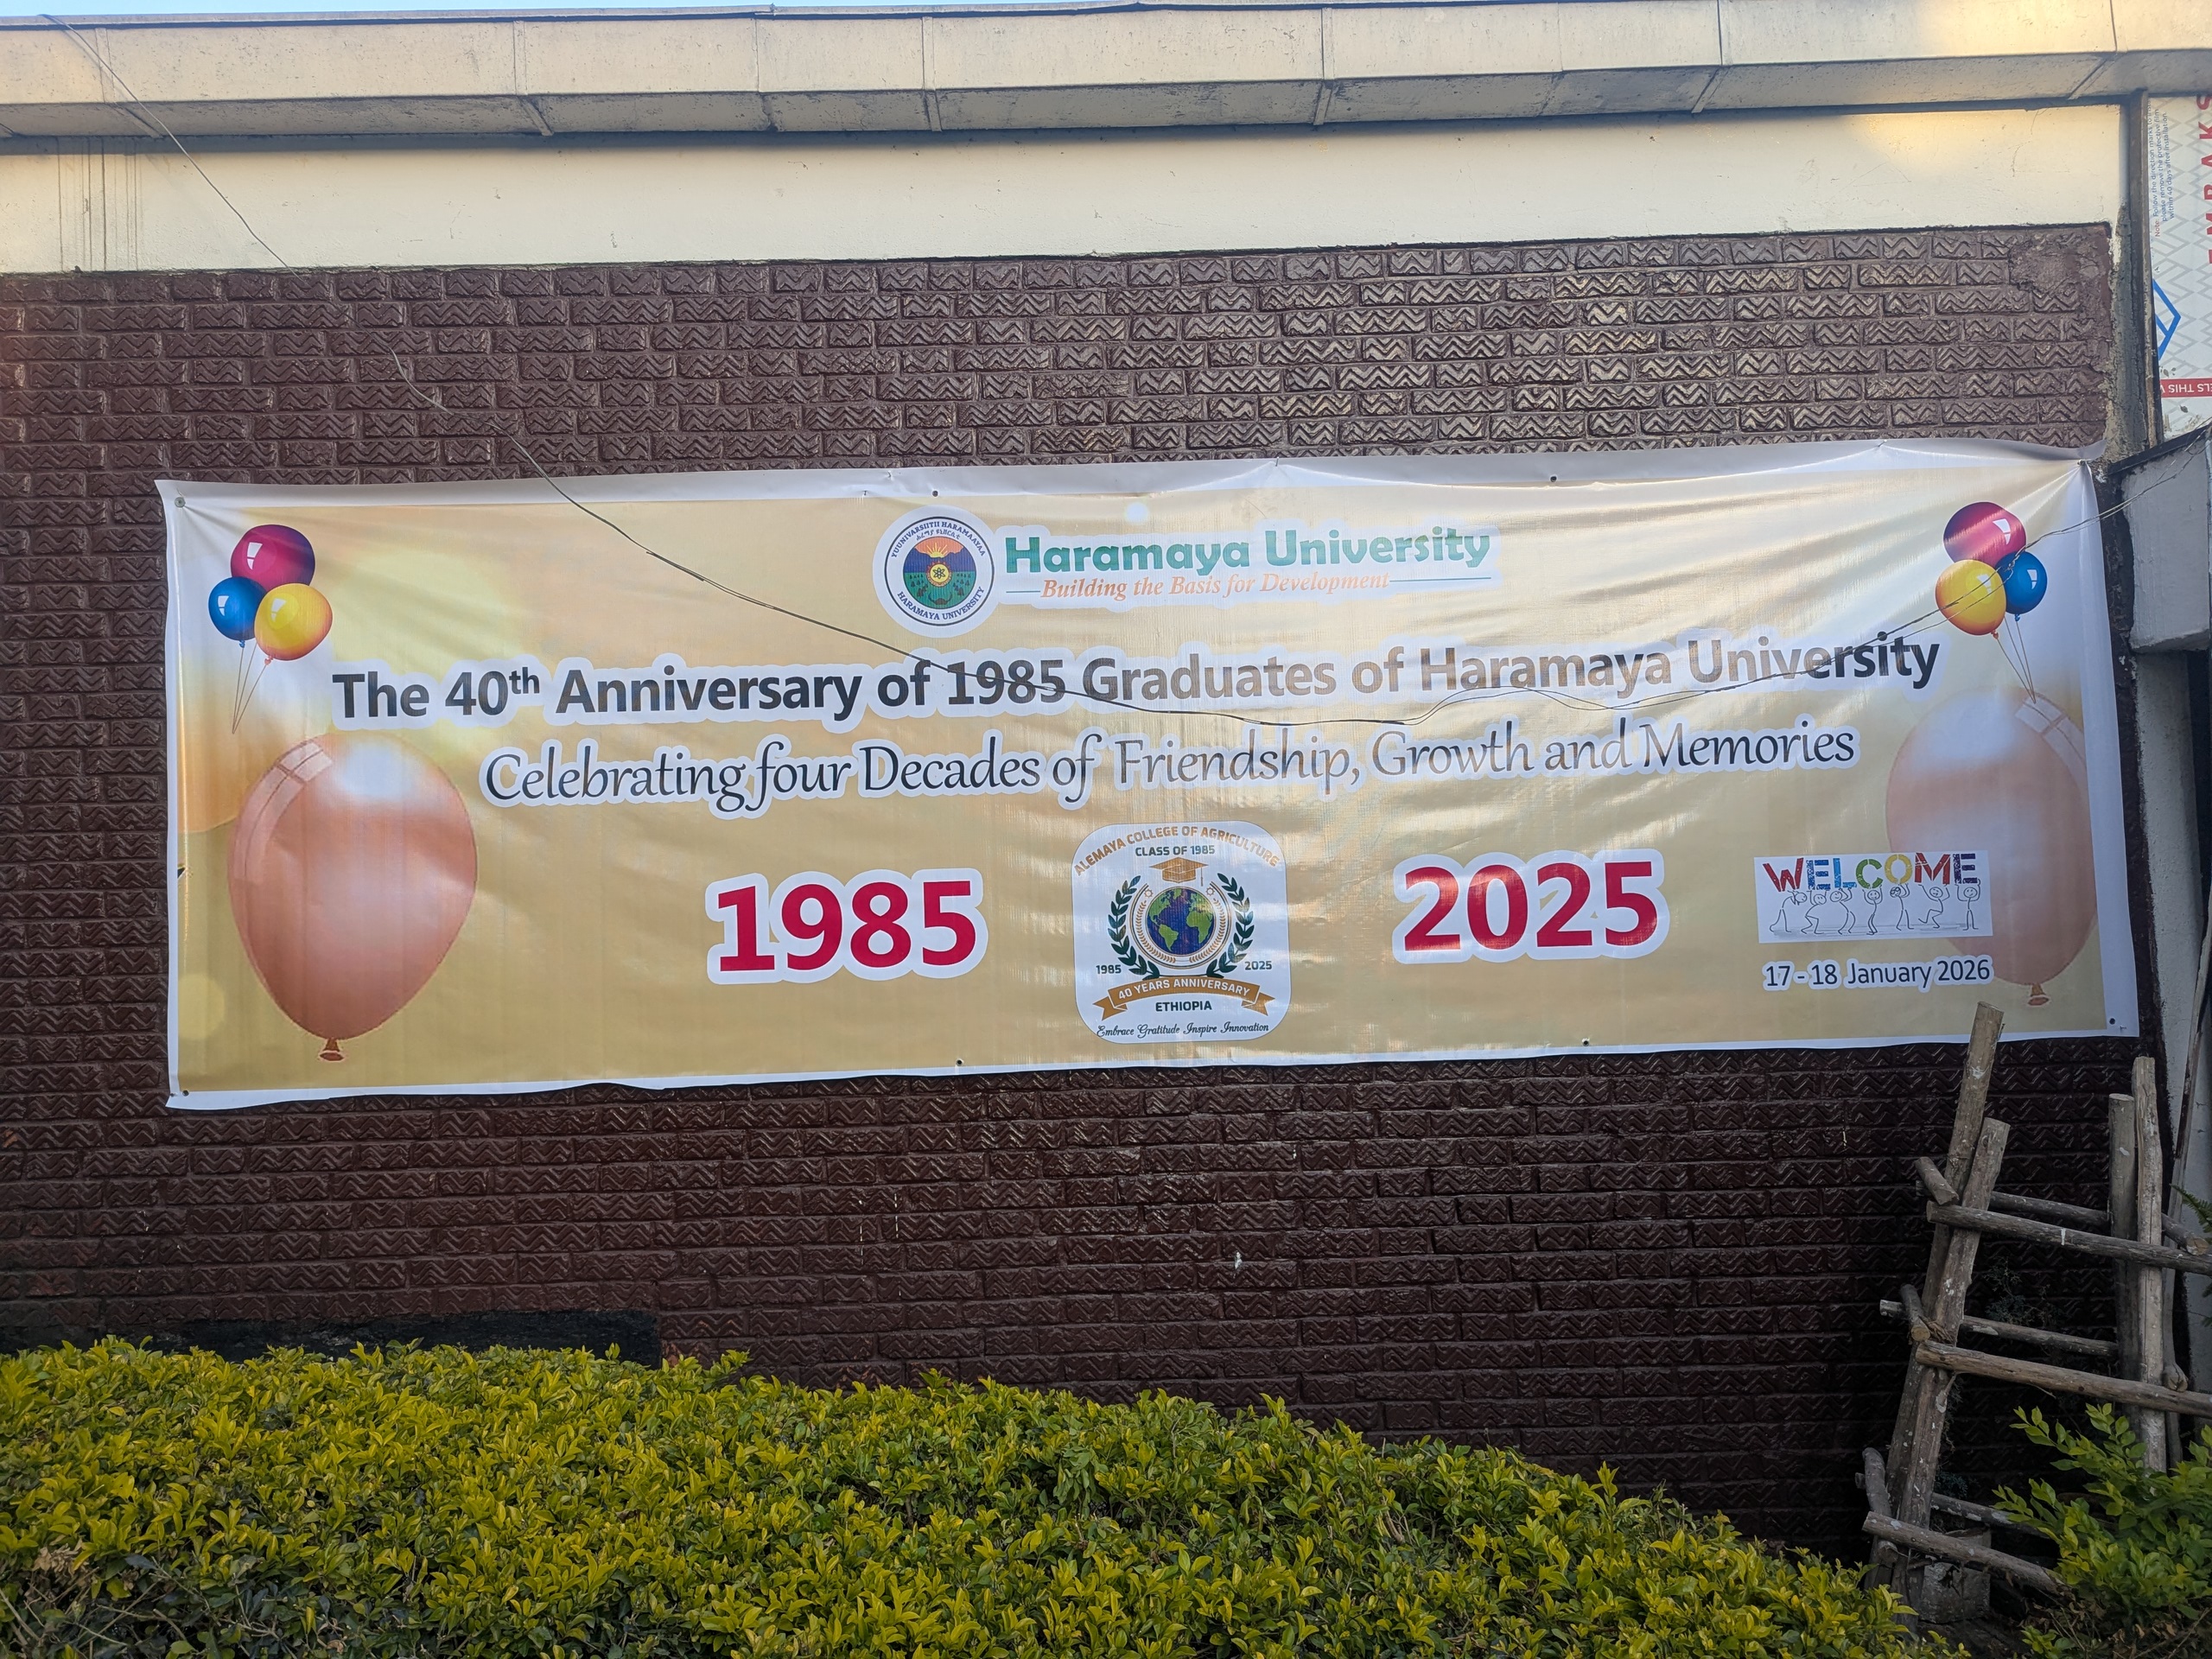 YUUNIVARSIITII HARAMAAYAA
HARAMAYA UNIVERSITY
Haramaya University
Building the Basis for Development
The 40th Anniversary of 1985 Graduates of Haramaya University
Celebrating four Decades of Friendship, Growth and Memories
1985
ALEMAYA COLLEGE OF AGRICULTURE
CLASS OF 1985
1985 2025
40 YEARS ANNIVERSARY
ETHIOPIA
Embrace Gratitude Inspire Innovation
2025
WELCOME
17-18 January 2026